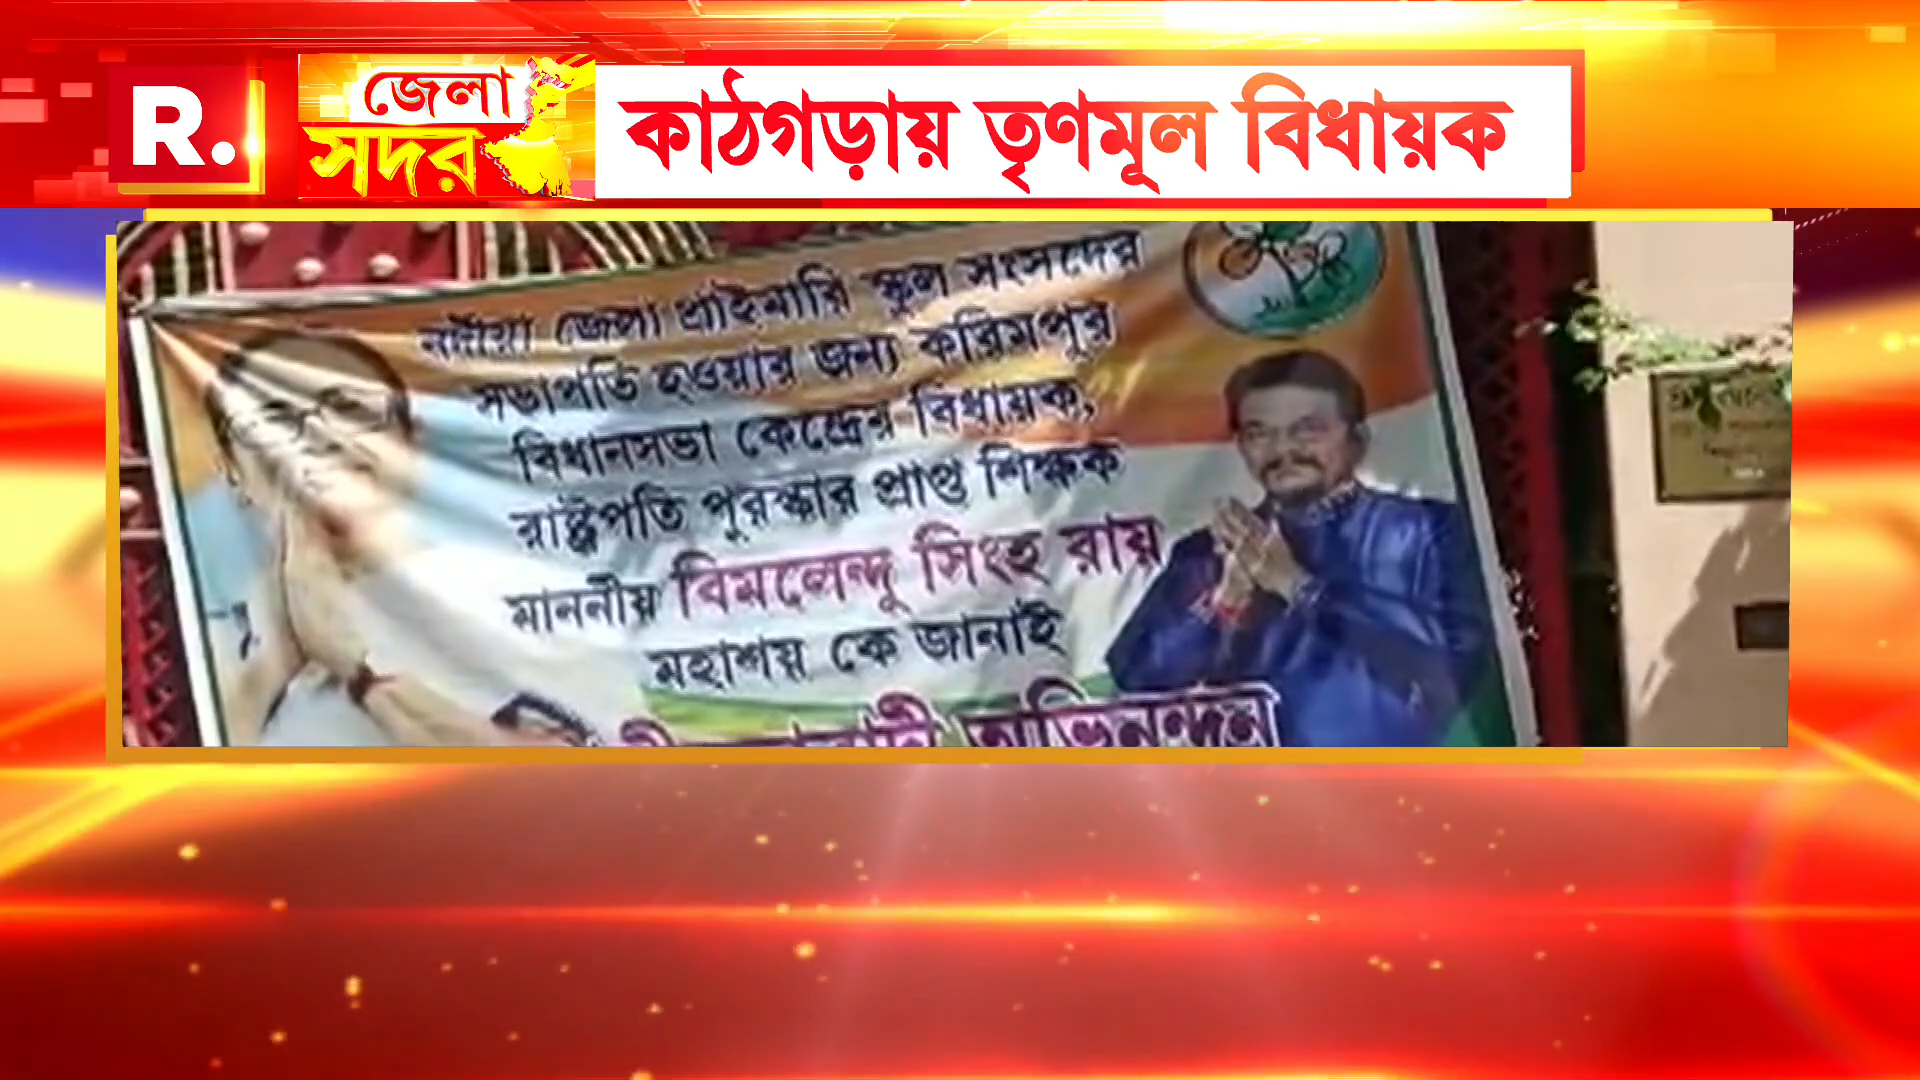 R.
জেলা
সদর
কাঠগড়ায় তৃণমূল বিধায়ক
নদীয়া জেলা প্রাইমারি স্কুল সংসদের
সভাপতি হওয়ার জন্য করিমপুর
বিধানসভা কেন্দ্রের বিধায়ক,
রাষ্ট্রপতি পুরস্কার প্রাপ্ত শিক্ষক
মাননীয় বিমলেন্দু সিংহ রায়
মহাশয় কে জানাই
অভিনন্দন